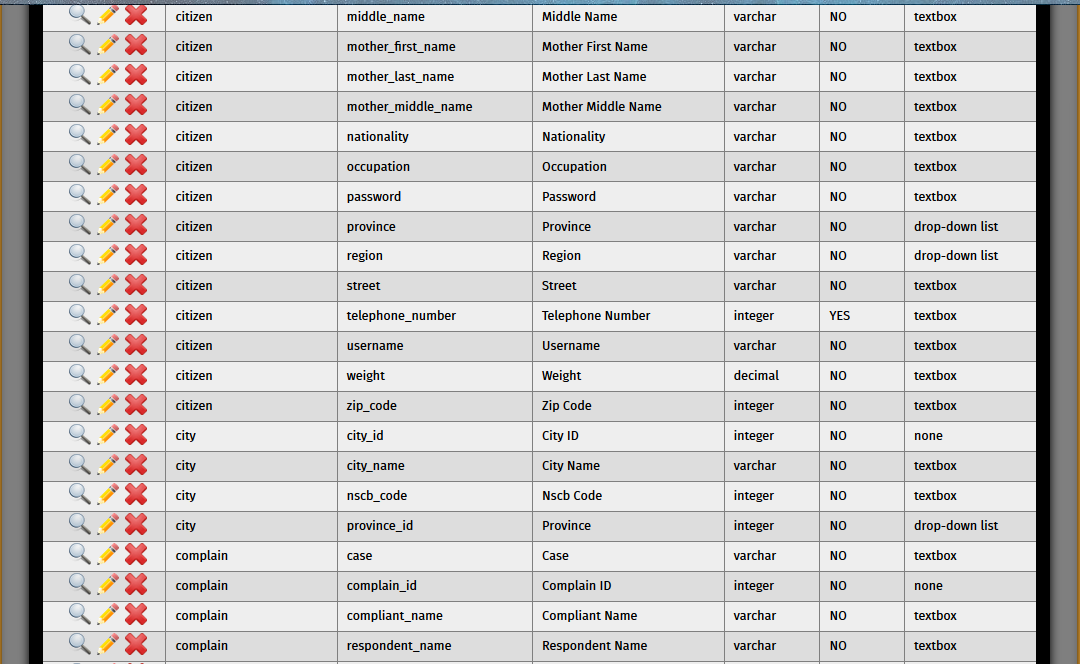 citizen middle_name Middle Name varchar NO textbox
citizen mother_first_name Mother First Name varchar NO textbox
citizen mother_last_name Mother Last Name varchar NO textbox
citizen mother_middle_name Mother Middle Name varchar NO textbox
citizen nationality Nationality varchar NO textbox
citizen occupation Occupation varchar NO textbox
citizen password Password varchar NO textbox
citizen province Province varchar NO drop-down list
citizen region Region varchar NO drop-down list
citizen street Street varchar NO textbox
citizen telephone_number Telephone Number integer YES textbox
citizen username Username varchar NO textbox
citizen weight Weight decimal NO textbox
citizen zip_code Zip Code integer NO textbox
city city_id City ID integer NO none
city city_name City Name varchar NO textbox
city nscb_code Nscb Code integer NO textbox
city province_id Province integer NO drop-down list
complain case Case varchar NO textbox
complain complain_id Complain ID integer NO none
complain compliant_name Compliant Name varchar NO textbox
complain respondent_name Respondent Name varchar NO textbox